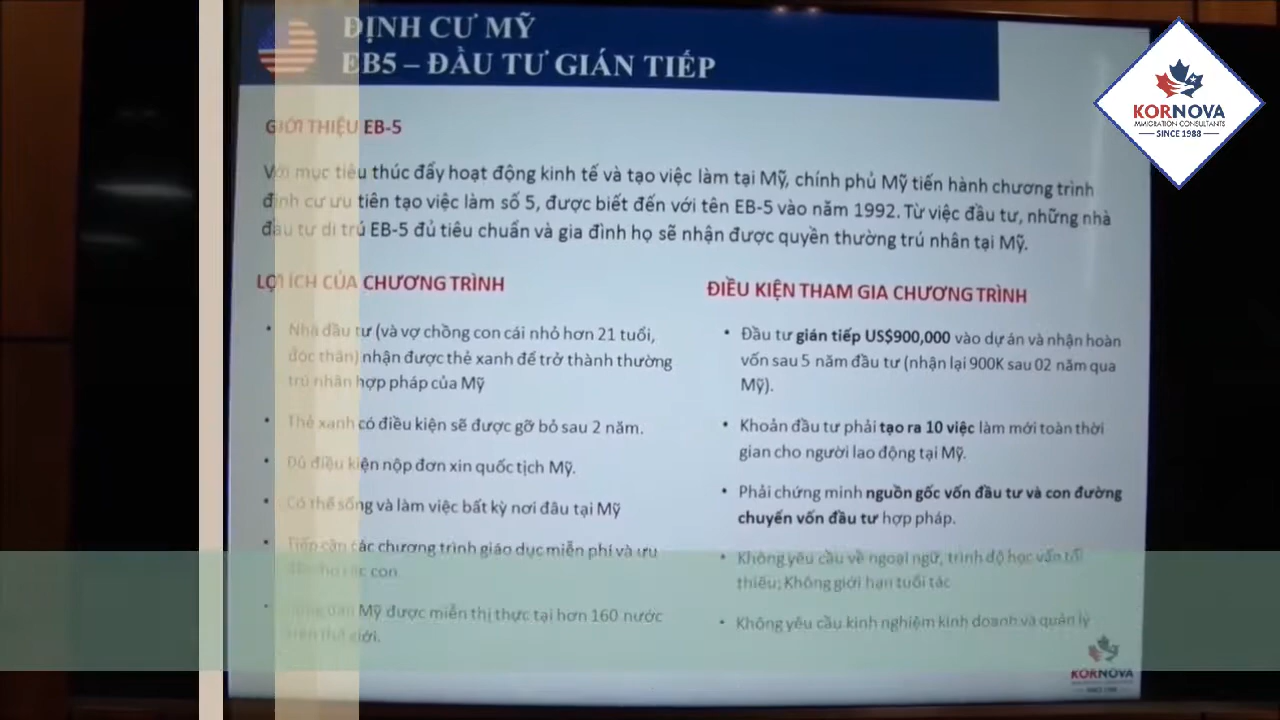 ĐỊNH CƯ MỸ
EB5 – ĐẦU TƯ GIÁN TIẾP
KORNOVA
IMMIGRATION CONSULTANTS
SINCE 1988
GIỚI THIỆU EB-5
Với mục tiêu thúc đẩy hoạt động kinh tế và tạo việc làm tại Mỹ, chính phủ Mỹ tiến hành chương trình
định cư ưu tiên tạo việc làm số 5, được biết đến với tên EB-5 vào năm 1992. Từ việc đầu tư, những nhà
đầu tư di trú EB-5 đủ tiêu chuẩn và gia đình họ sẽ nhận được quyền thường trú nhân tại Mỹ.
LỢI ÍCH CỦA CHƯƠNG TRÌNH
• Nhà đầu tư (và vợ chồng con cái nhỏ hơn 21 tuổi,
độc thân) nhận được thẻ xanh để trở thành thường
trú nhân hợp pháp của Mỹ
• Thẻ xanh có điều kiện sẽ được gỡ bỏ sau 2 năm.
• Đủ điều kiện nộp đơn xin quốc tịch Mỹ.
• Có thể sống và làm việc bất kỳ nơi đâu tại Mỹ
• Tiếp cận các chương trình giáo dục miễn phí và ưu
cho các con
• Mỹ được miễn thị thực tại hơn 160 nước
trên thế giới.
ĐIỀU KIỆN THAM GIA CHƯƠNG TRÌNH
• Đầu tư gián tiếp US$900,000 vào dự án và nhận hoàn
vốn sau 5 năm đầu tư (nhận lại 900K sau 02 năm qua
Mỹ).
• Khoản đầu tư phải tạo ra 10 việc làm mới toàn thời
gian cho người lao động tại Mỹ.
• Phải chứng minh nguồn gốc vốn đầu tư và con đường
chuyển vốn đầu tư hợp pháp.
• Không yêu cầu về ngoại ngữ, trình độ học vấn tối
thiểu; Không giới hạn tuổi tác
• Không yêu cầu kinh nghiệm kinh doanh và quản lý
KORNOVA
SINCE 1988